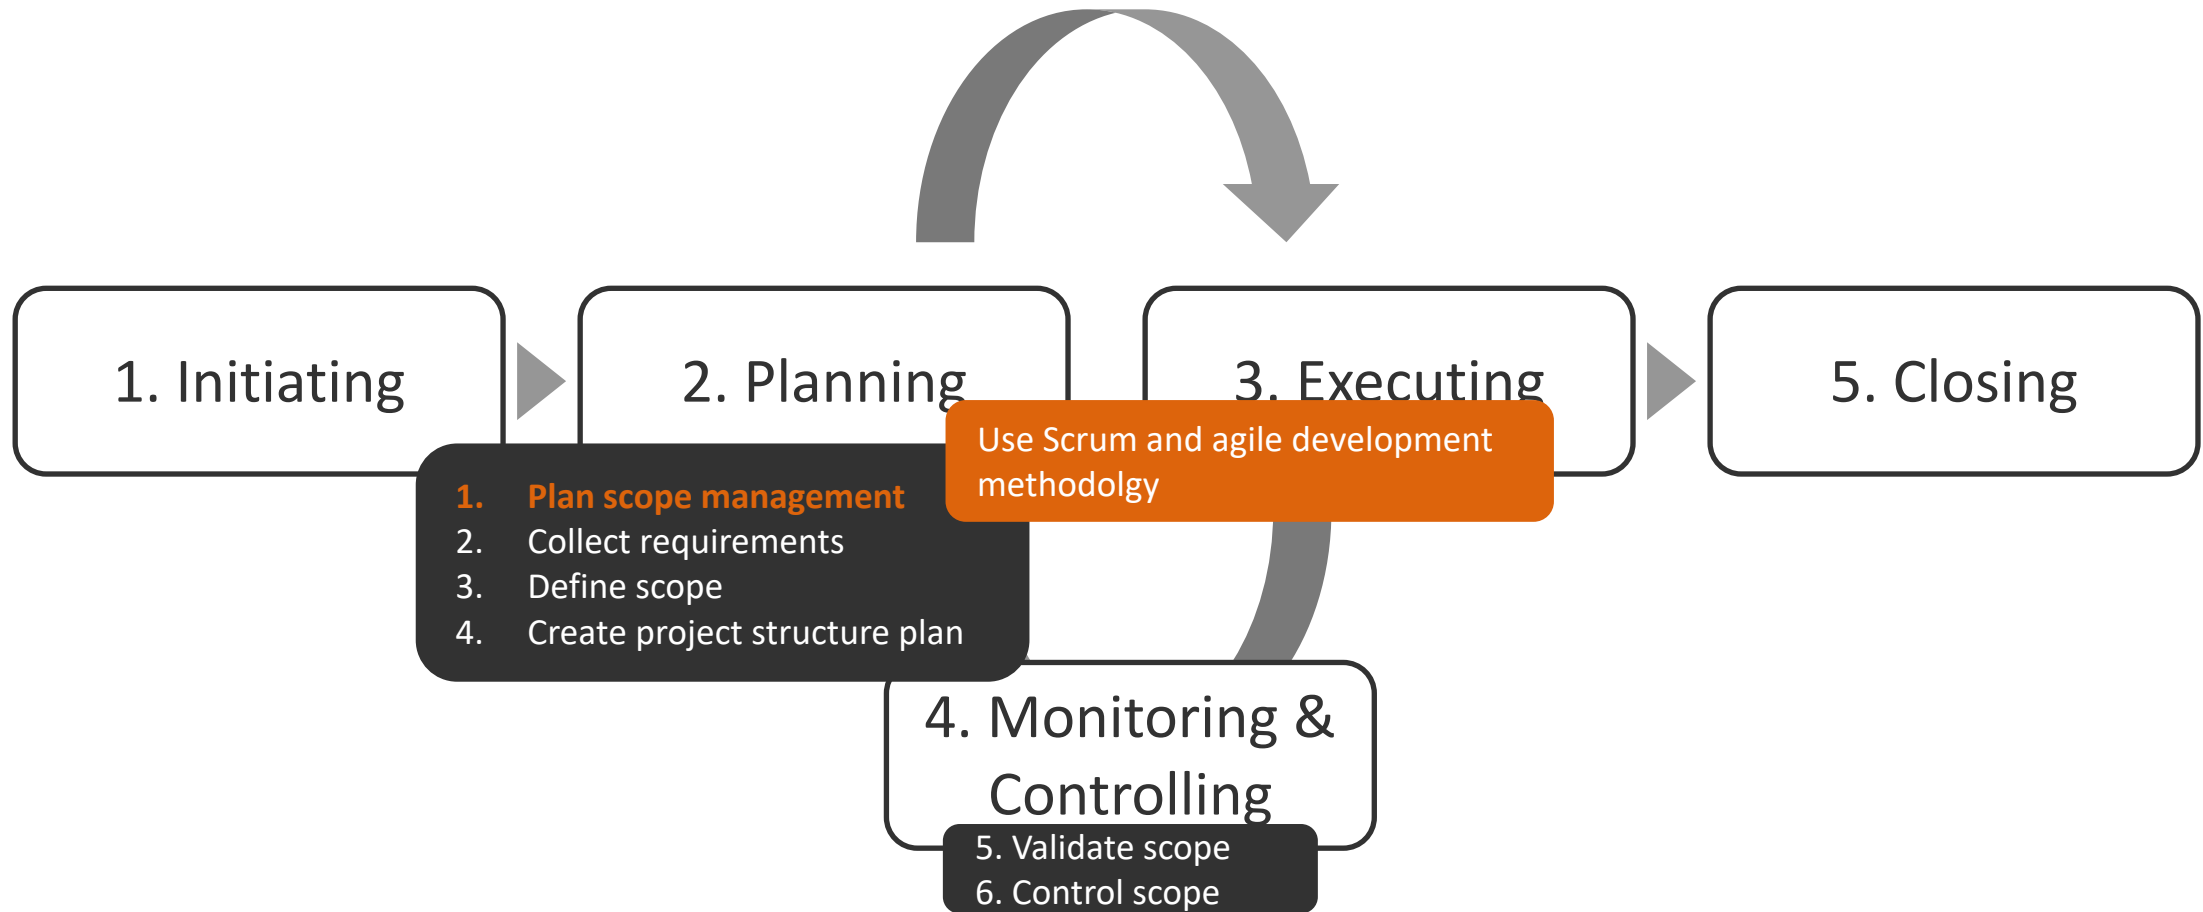 1. Initiating
2. Planning
3. Executing
5. Closing
Use Scrum and agile development
methodolgy
1. Plan scope management
2. Collect requirements
3. Define scope
4. Create project structure plan
4. Monitoring &
Controlling
5. Validate scope
6. Control scope